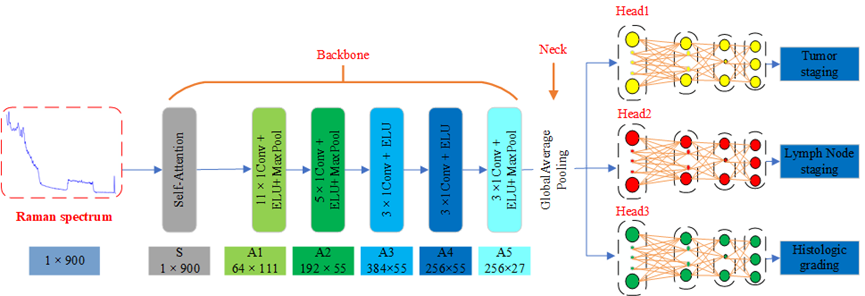 Head1
Backbone
Neck
Tumor
staging
Self-Attention
11 × 1Conv +
ELU+MaxPool
5 × 1Conv +
ELU+MaxPool
3 ×1Conv + ELU
3 ×1Conv + ELU
3 ×1Conv +
ELU+MaxPool
GlobalAverage
Pooling
Head2
Lymph Node
staging
Raman spectrum
Head3
Histologic
grading
1 × 900
S
1 × 900
A1
64 × 111
A2
192 × 55
A3
384×55
A4
256×55
A5
256×27